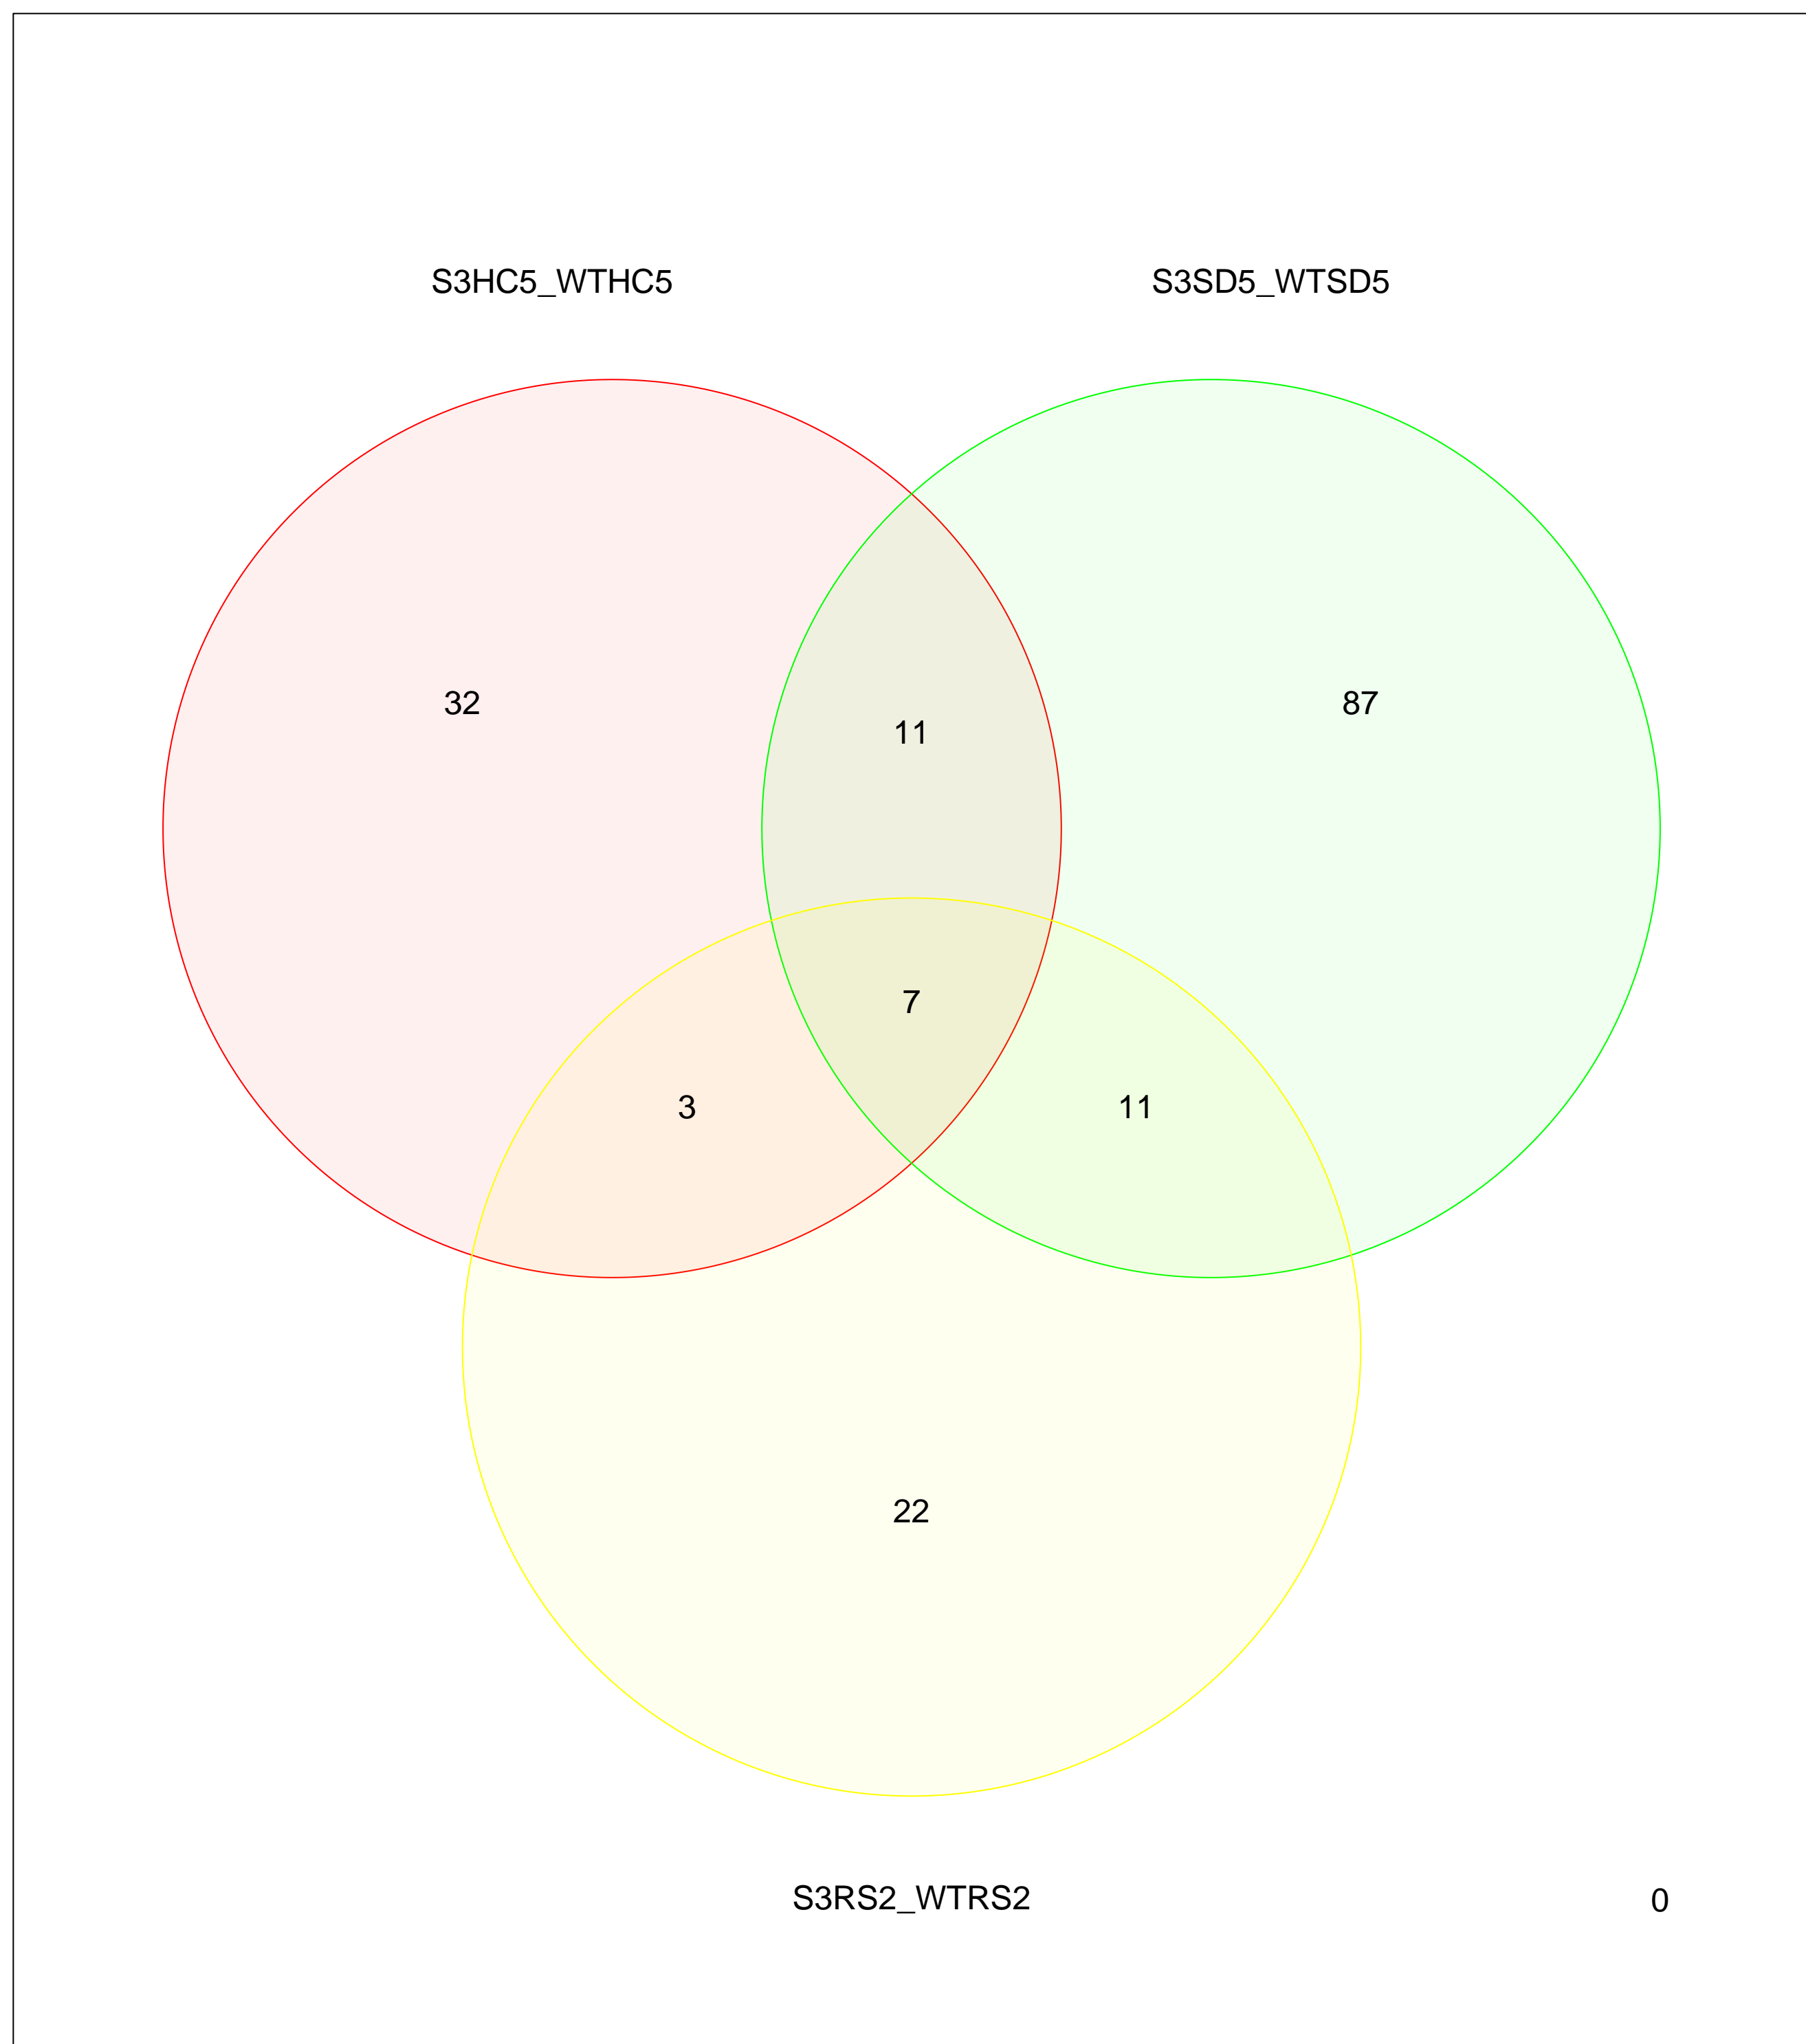 S3HC5_WTHC5 S3SD5_WTSD5
32 87
11
7
3 11
22
S3RS2_WTRS2 0